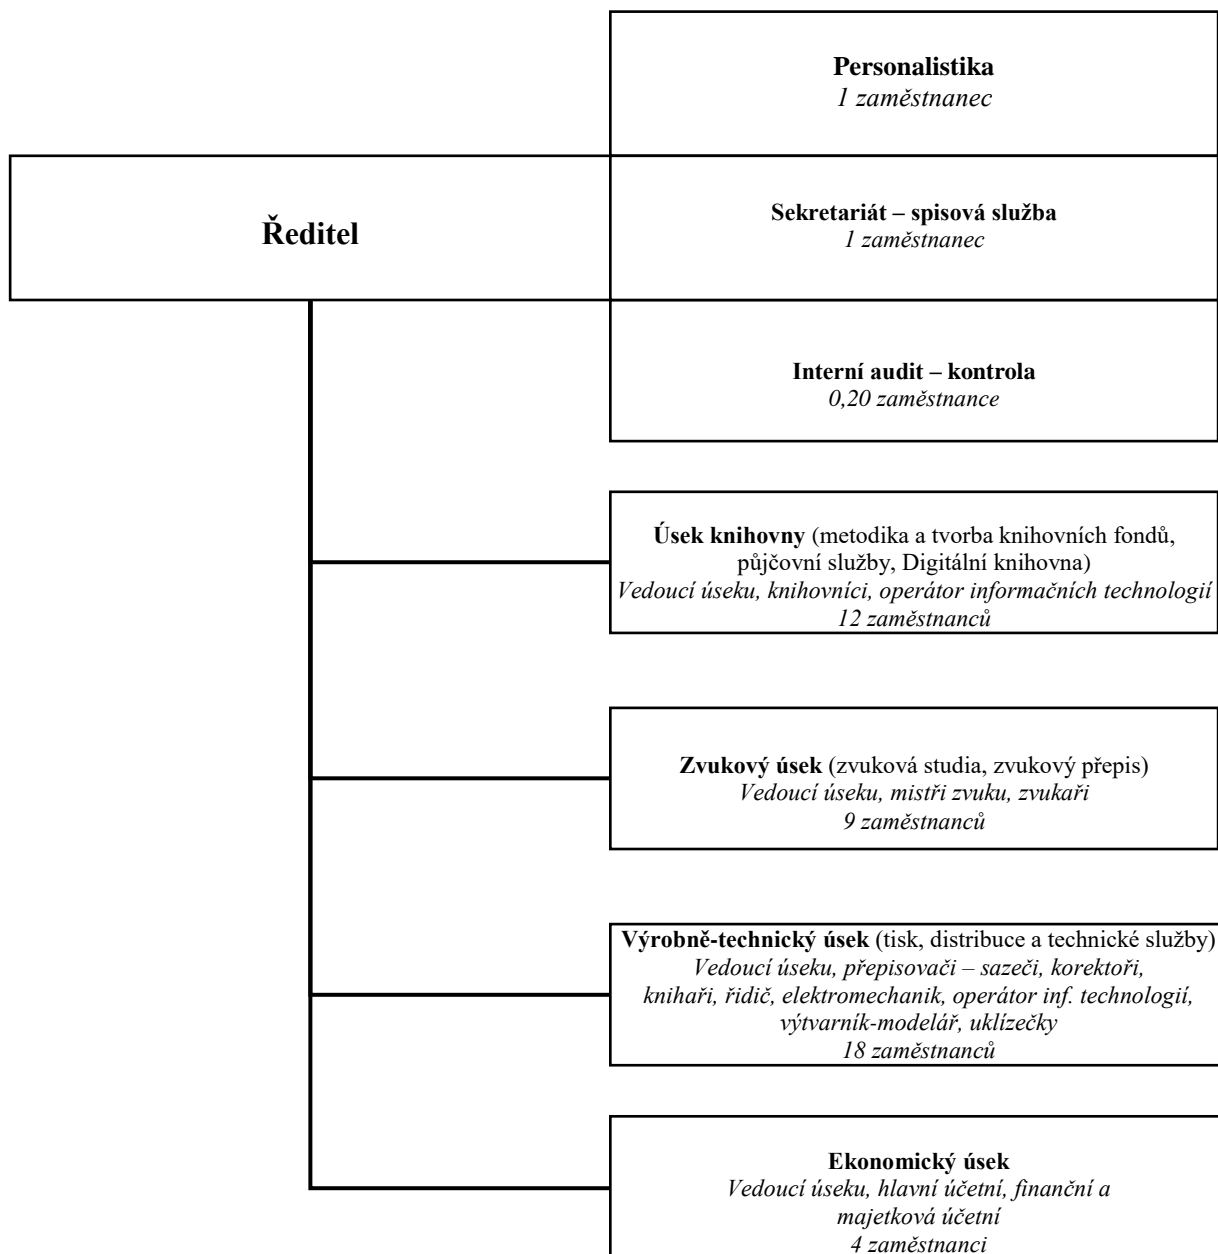 Personalistika
1 zaměstnanec
Ředitel
Sekretariát – spisová služba
1 zaměstnanec
Interní audit – kontrola
0,20 zaměstnance
Úsek knihovny (metodika a tvorba knihovních fondů,
půjčovní služby, Digitální knihovna)
Vedoucí úseku, knihovníci, operátor informačních technologií
12 zaměstnanců
Zvukový úsek (zvuková studia, zvukový přepis)
Vedoucí úseku, mistři zvuku, zvukaři
9 zaměstnanců
Výrobně-technický úsek (tisk, distribuce a technické služby)
Vedoucí úseku, přepisovači – sazeči, korektoři,
knihaři, řidič, elektromechanik, operátor inf. technologií,
výtvarník-modelář, uklízečky
18 zaměstnanců
Ekonomický úsek
Vedoucí úseku, hlavní účetní, finanční a
majetková účetní
4 zaměstnanci